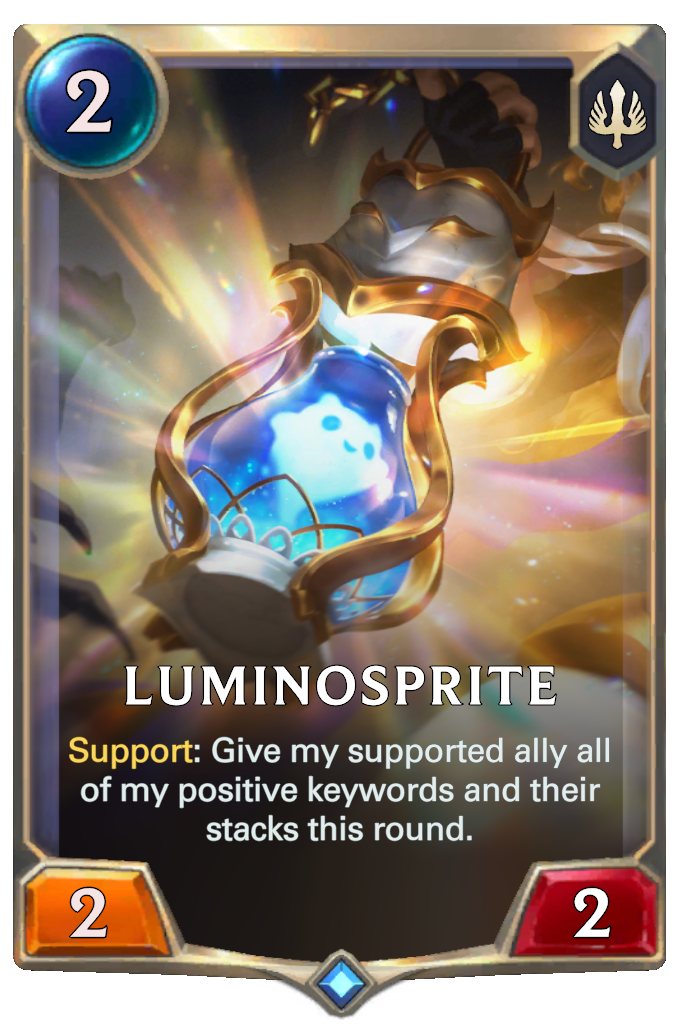 2
LUMINOSPRITE
Support: Give my supported ally all
of my positive keywords and their
stacks this round.
2 2